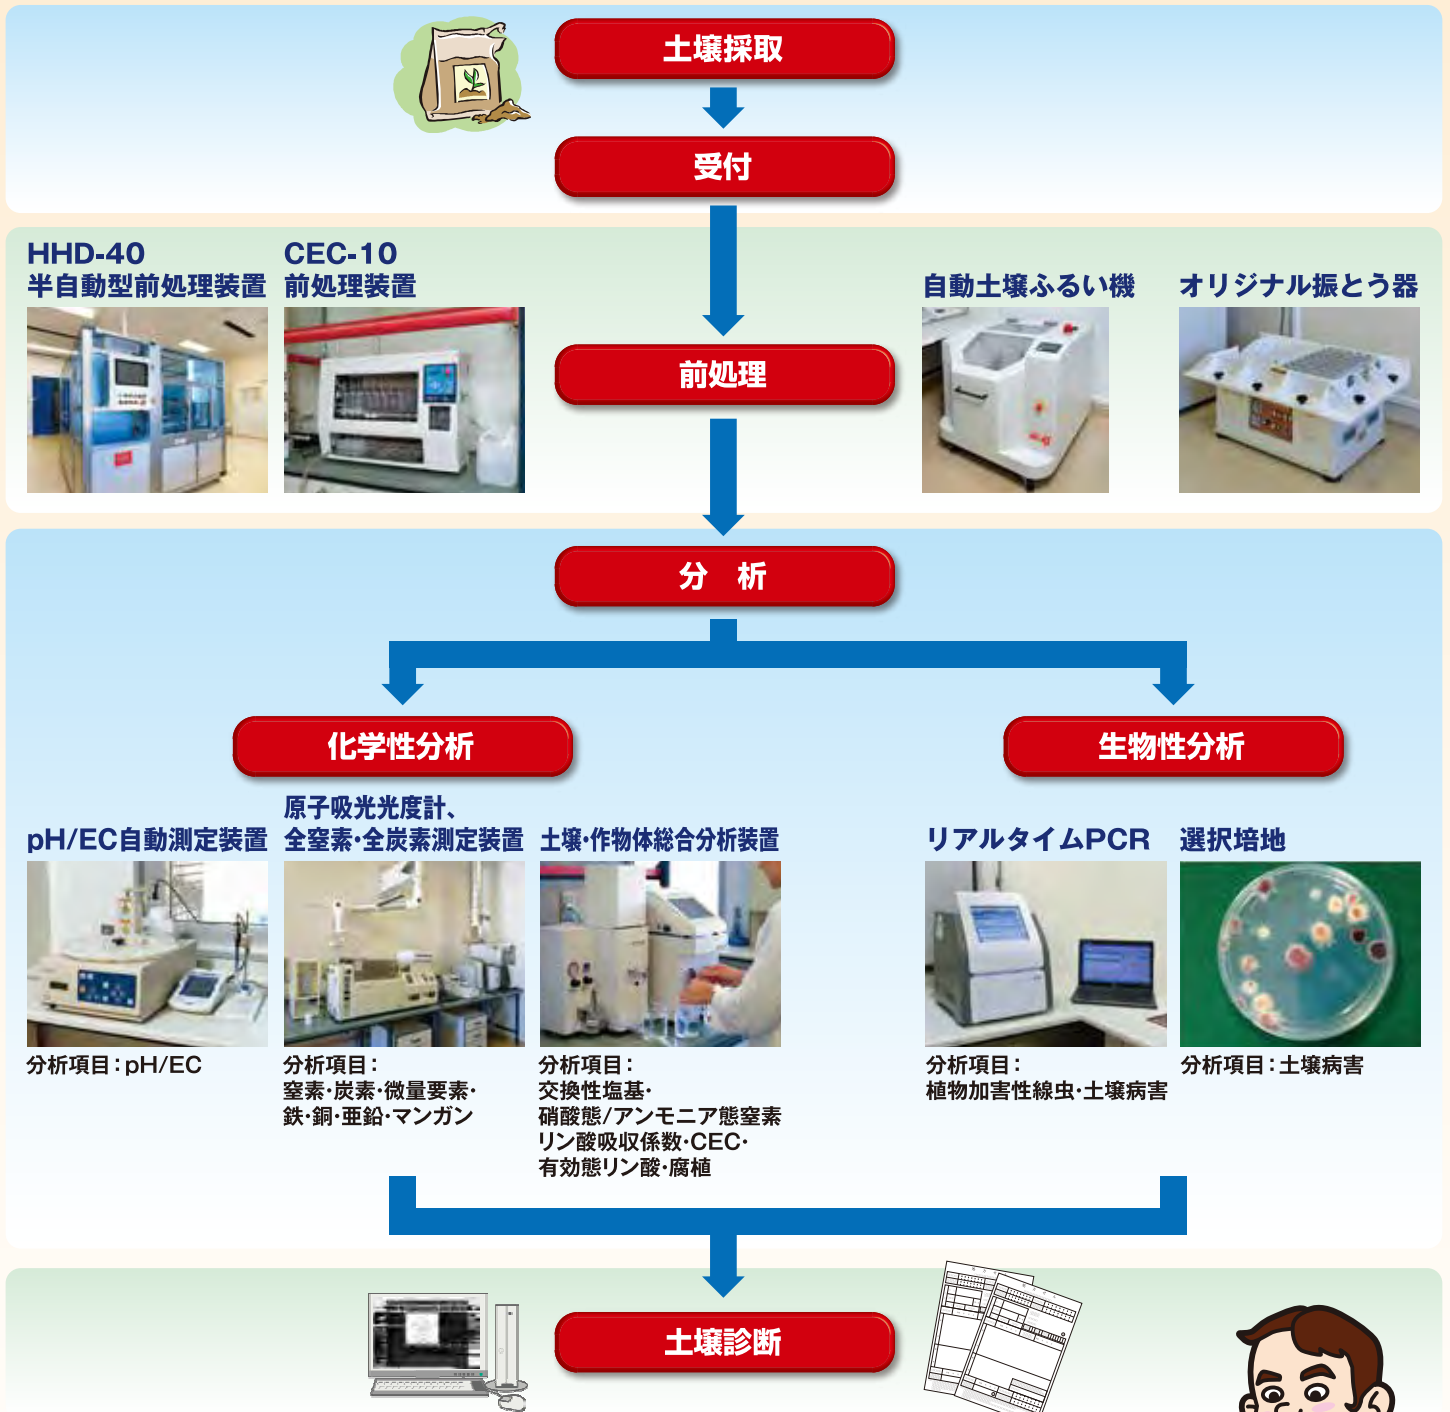 土壌採取
受付
HHD-40
半自動型前処理装置
CEC-10
前処理装置
自動土壌ふるい機
オリジナル振とう器
前処理
分　析
化学性分析
生物性分析
pH/EC自動測定装置
原子吸光光度計、
全窒素・全炭素測定装置
土壌・作物体総合分析装置
リアルタイムPCR
選択培地
分析項目：pH/EC
分析項目：
窒素・炭素・微量要素・
鉄・銅・亜鉛・マンガン
分析項目：
交換性塩基・
硝酸態/アンモニア態窒素
リン酸吸収係数・CEC・
有効態リン酸・腐植
分析項目：
植物加害性線虫・土壌病害
分析項目：土壌病害
土壌診断